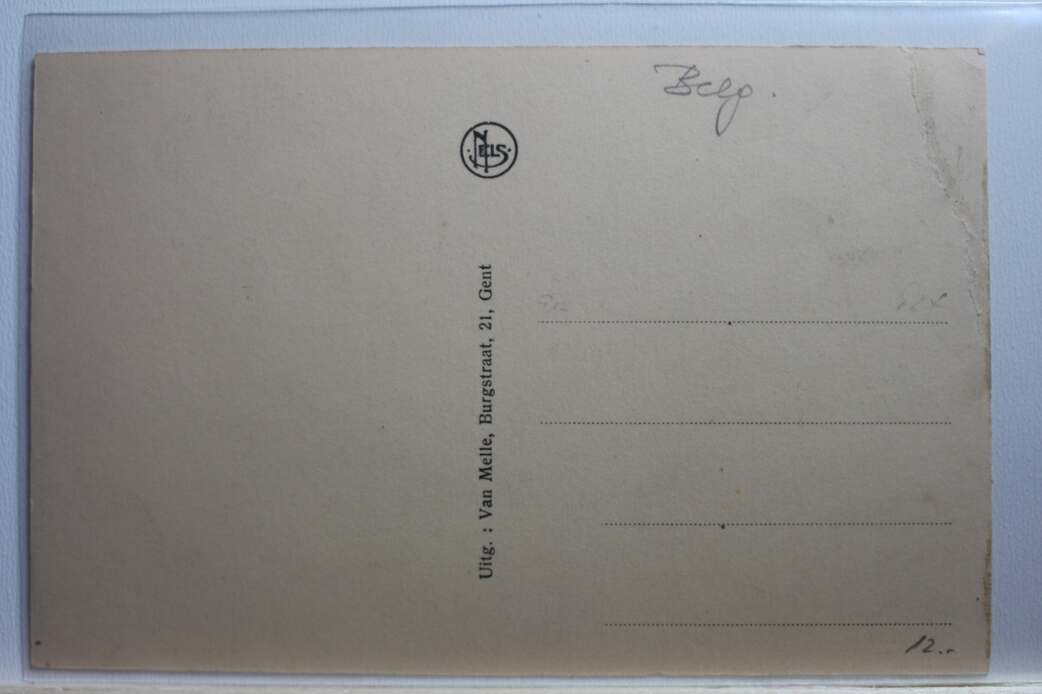 Belg.
NELS
Uitg. : Van Melle, Burgstraat, 21, Gent
12.-